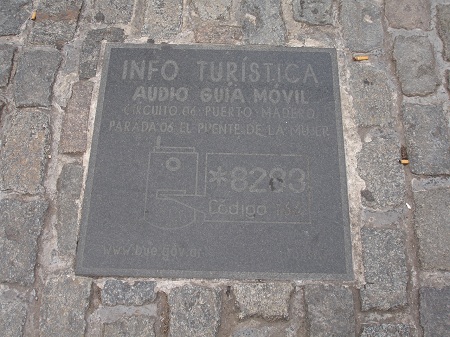 INFO TURÍSTICA
AUDIO GUÍA MÓVIL
CIRCUITO 06: PUERTO MADERO
PARADA:06 EL PUENTE DE LA MUJER
*8283
Código
www.bue.gov.ar